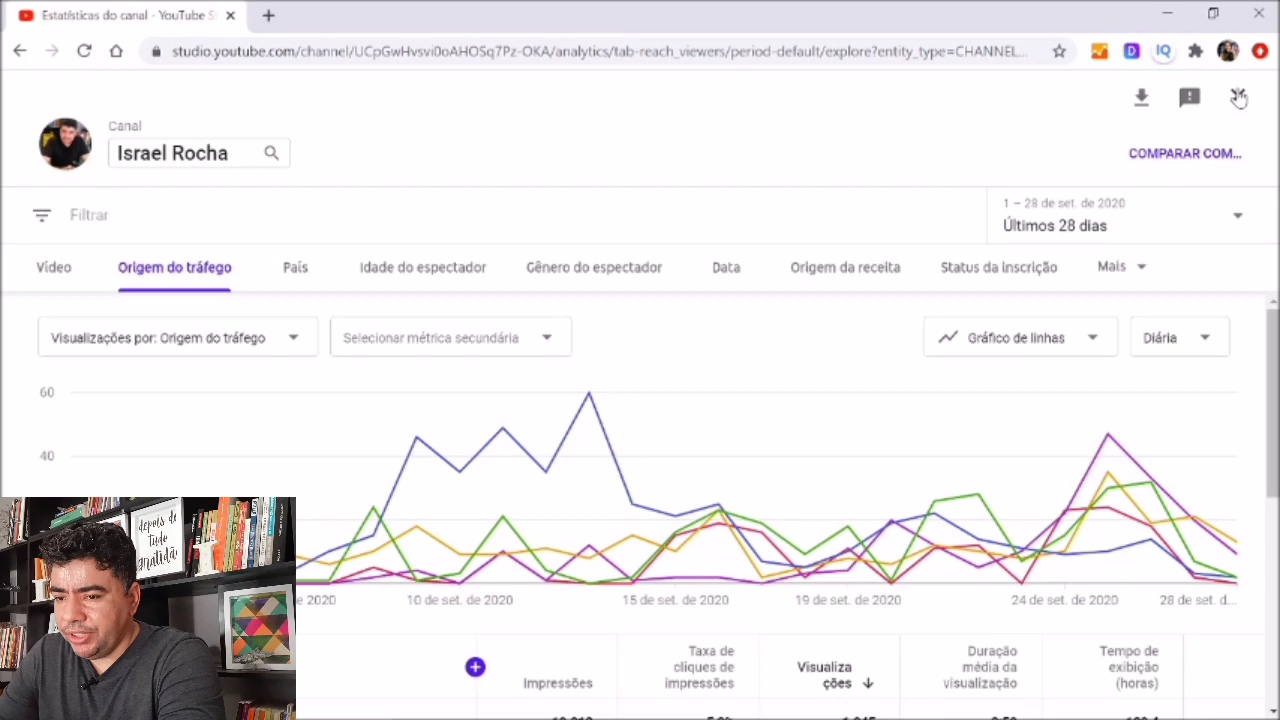 Estatísticas do canal - YouTube S
studio.youtube.com/channel/UCpGwHvsvi0oAHOSq7Pz-OKA/analytics/tab-reach_viewers/period-default/explore?entity_type=CHANNEL...
Canal
Israel Rocha
COMPARAR COM...
Filtrar
1 – 28 de set. de 2020
Últimos 28 dias
Vídeo Origem do tráfego País Idade do espectador Gênero do espectador Data Origem da receita Status da inscrição Mais
Visualizações por: Origem do tráfego Selecionar métrica secundária Gráfico de linhas Diária
60
40
depois de
tudo
gratidão
e 2020 10 de set. de 2020 15 de set. de 2020 19 de set. de 2020 24 de set. de 2020 28 de set. d...
Impressões
Taxa de
cliques de
impressões
Visualiza
ções
Duração
média da
visualização
Tempo de
exibição
(horas)